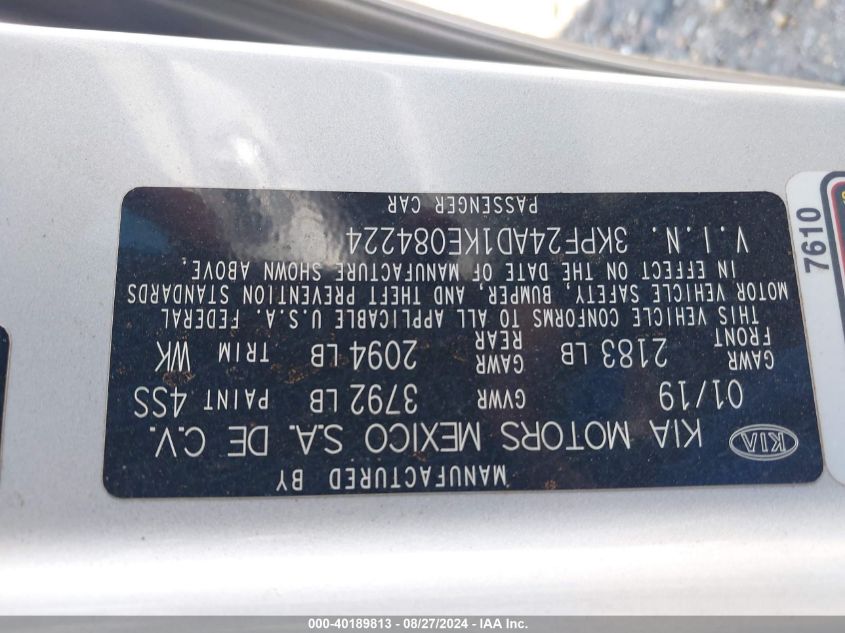 MANUFACTURED BY
KIA KIA MOTORS MEXICO S.A. DE C.V.
01/19 GVWR 3792 LB PAINT 4SS
GAWR FRONT 2183 LB GAWR REAR 2094 LB TRIM WK
THIS VEHICLE CONFORMS TO ALL APPLICABLE U.S.A. FEDERAL
MOTOR VEHICLE SAFETY, BUMPER, AND THEFT PREVENTION STANDARDS
IN EFFECT ON THE DATE OF MANUFACTURE SHOWN ABOVE.
V.I.N. 3KPF24AD1KE084224
PASSENGER CAR
7610
000-40189813 - 08/27/2024 - IAA Inc.